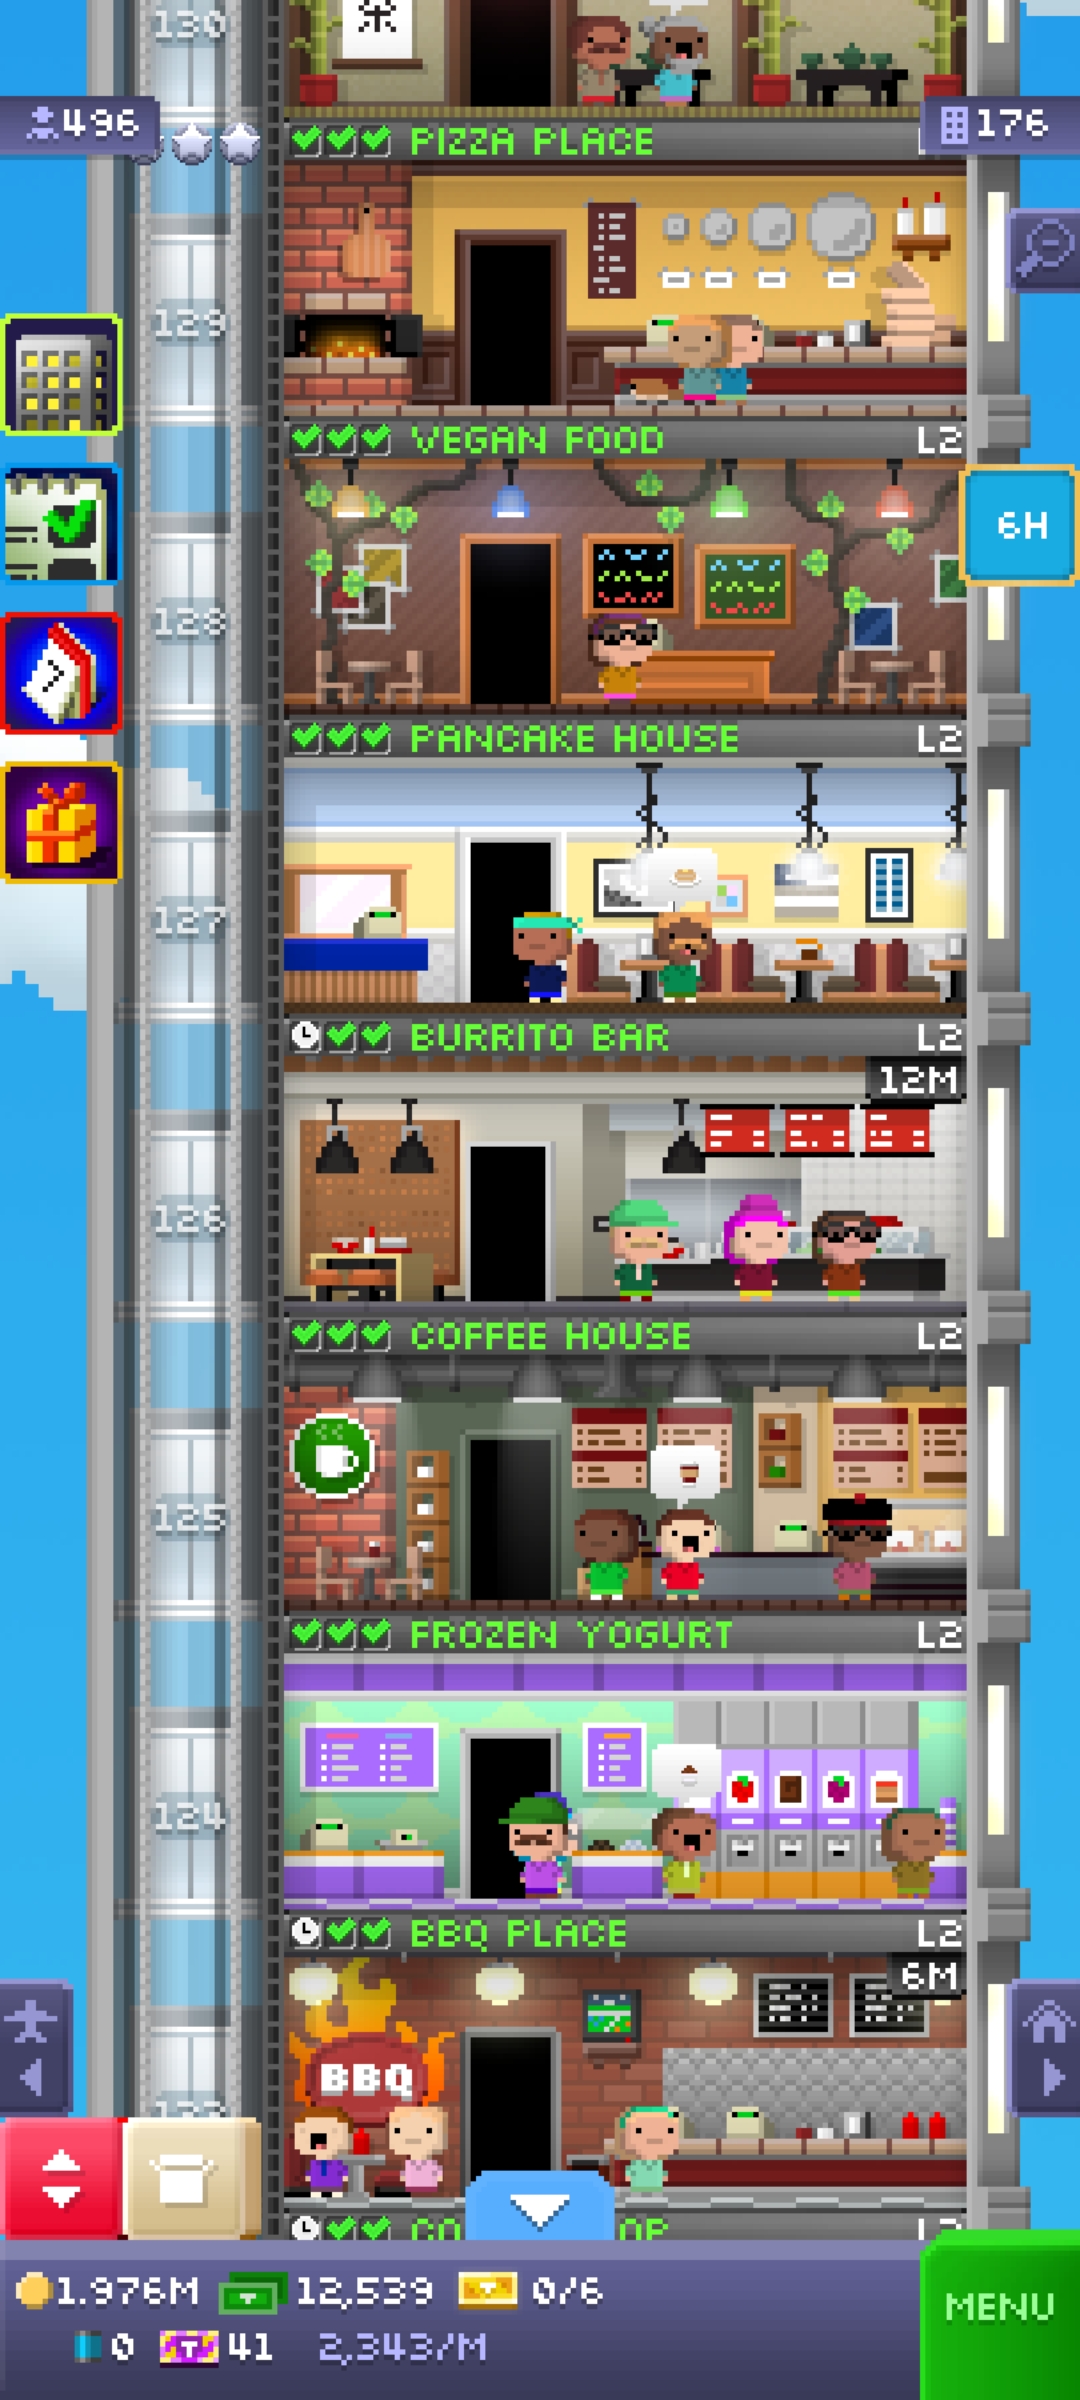 130
496
176
PIZZA PLACE
129
VEGAN FOOD L2
6H
128
PANCAKE HOUSE L2
127
BURRITO BAR L2
12M
126
COFFEE HOUSE L2
125
FROZEN YOGURT L2
124
BBQ PLACE L2
6M
BBQ
1.976M 12,539 0/6
MENU
0 T 41 2,343/M